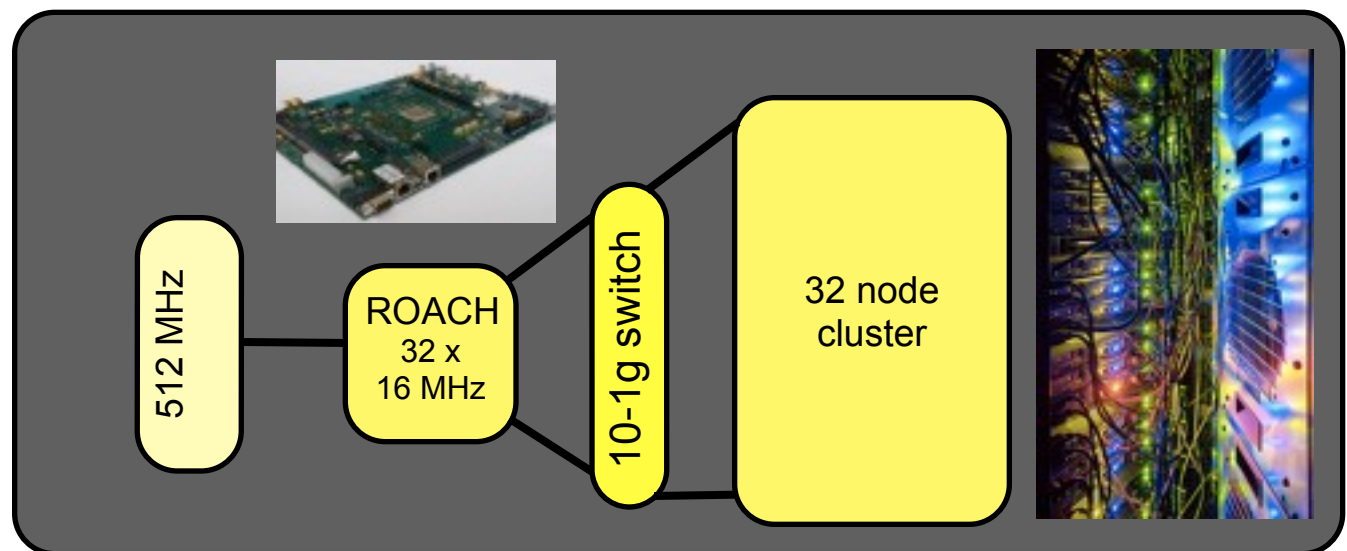 512 MHz
ROACH
32 x
16 MHz
10-1g switch
32 node
cluster